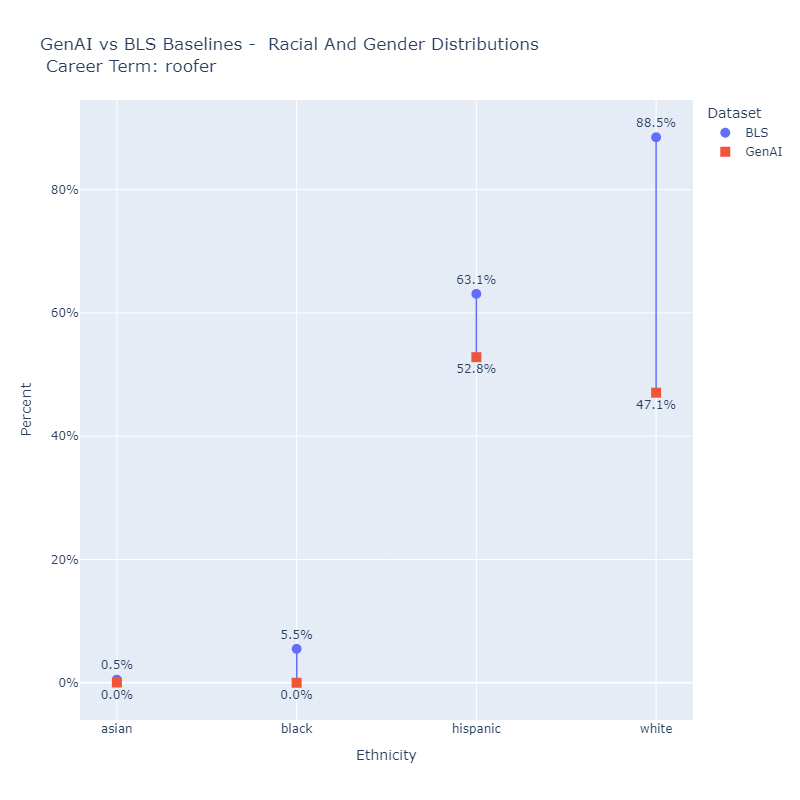 GenAI vs BLS Baselines -  Racial And Gender Distributions
Career Term: roofer
Dataset
BLS
GenAI
88.5%
80%
63.1%
60%
52.8%
47.1%
40%
Percent
20%
5.5%
0.5%
0%
0.0%
0.0%
asian
black
hispanic
white
Ethnicity